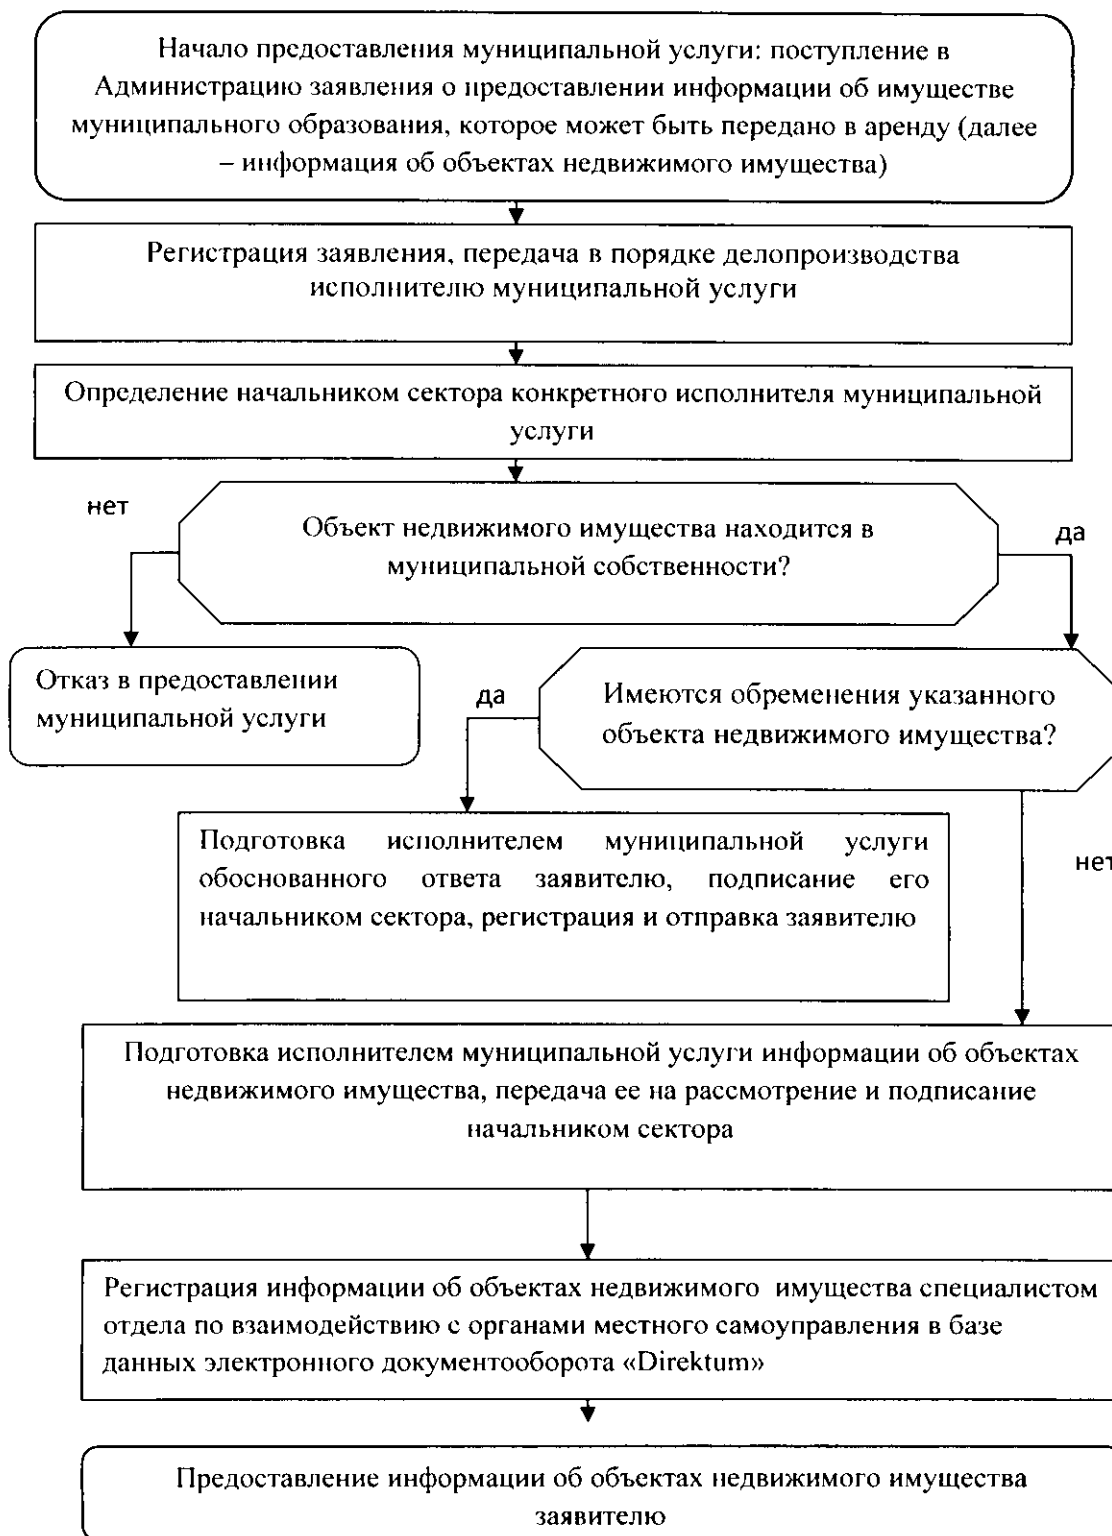 Начало предоставления муниципальной услуги: поступление в
Администрацию заявления о предоставлении информации об имуществе
муниципального образования, которое может быть передано в аренду (далее
– информация об объектах недвижимого имущества)
Регистрация заявления, передача в порядке делопроизводства
исполнителю муниципальной услуги
Определение начальником сектора конкретного исполнителя муниципальной
услуги
нет
Объект недвижимого имущества находится в
муниципальной собственности?
да
Отказ в предоставлении
муниципальной услуги
да
Имеются обременения указанного
объекта недвижимого имущества?
Подготовка исполнителем муниципальной услуги
обоснованного ответа заявителю, подписание его
начальником сектора, регистрация и отправка заявителю
нет
Подготовка исполнителем муниципальной услуги информации об объектах
недвижимого имущества, передача ее на рассмотрение и подписание
начальником сектора
Регистрация информации об объектах недвижимого имущества специалистом
отдела по взаимодействию с органами местного самоуправления в базе
данных электронного документооборота «Direktum»
Предоставление информации об объектах недвижимого имущества
заявителю